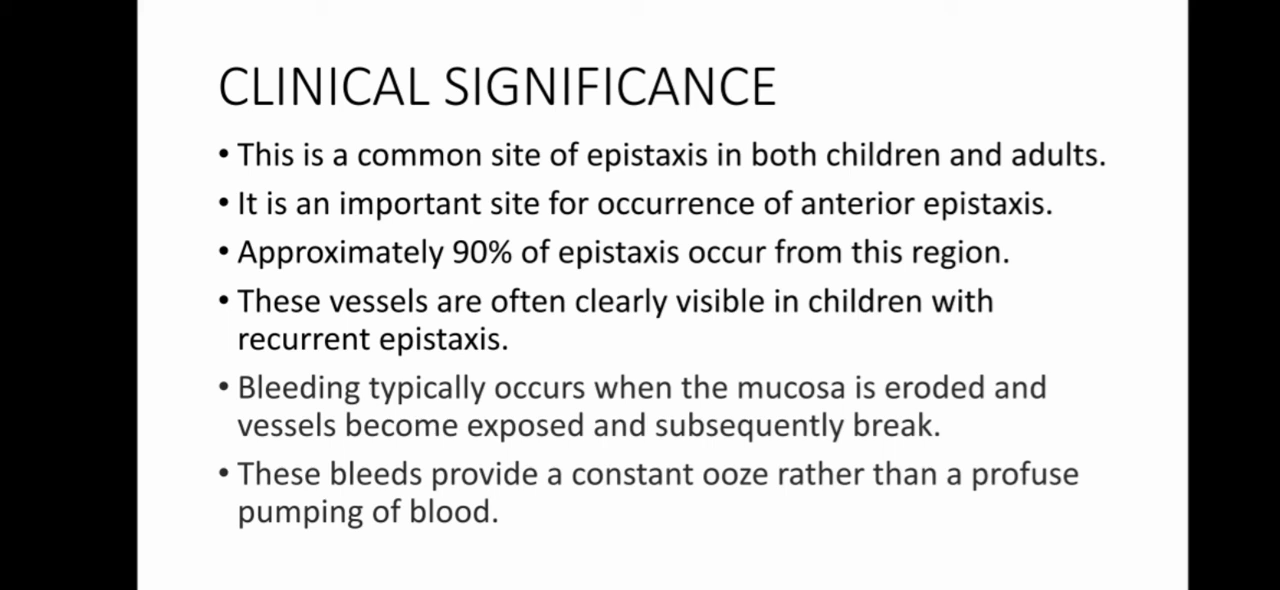 CLINICAL SIGNIFICANCE
• This is a common site of epistaxis in both children and adults.
• It is an important site for occurrence of anterior epistaxis.
• Approximately 90% of epistaxis occur from this region.
• These vessels are often clearly visible in children with
recurrent epistaxis.
• Bleeding typically occurs when the mucosa is eroded and
vessels become exposed and subsequently break.
• These bleeds provide a constant ooze rather than a profuse
pumping of blood.